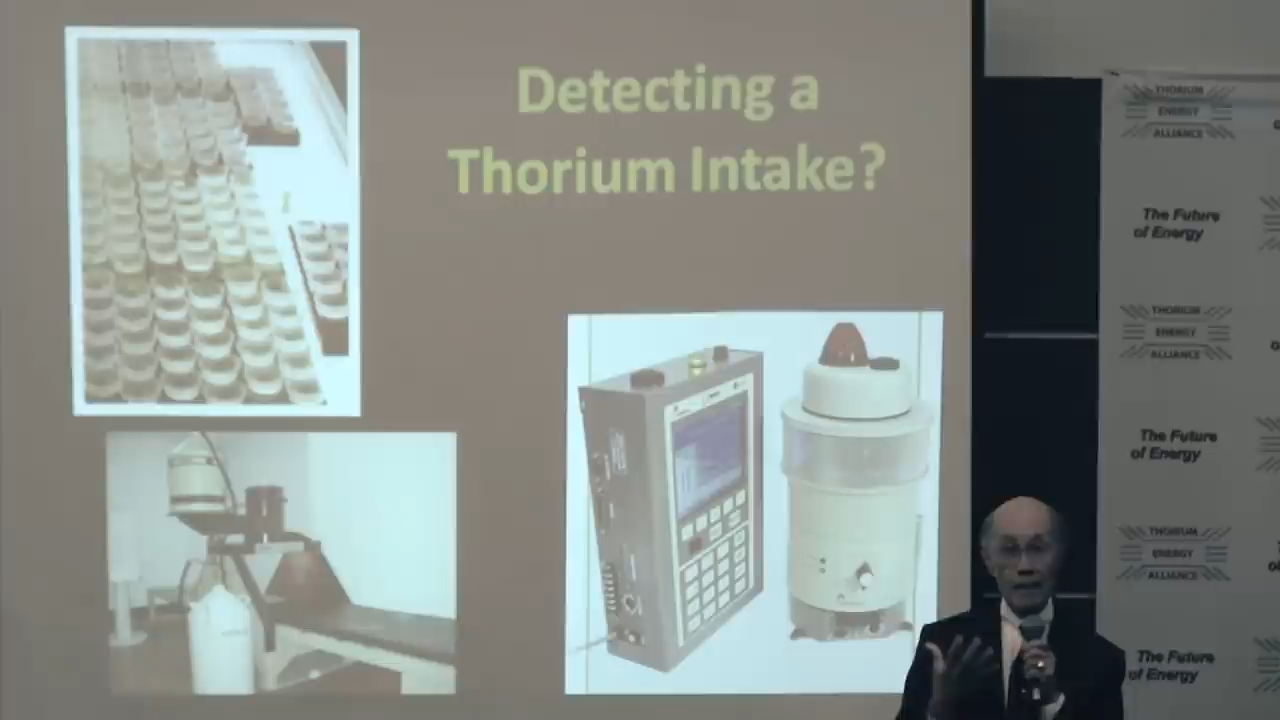 Detecting a
Thorium Intake?
THORIUM
ENERGY
ALLIANCE
The Future
of Energy
THORIUM
ENERGY
ALLIANCE
The Future
of Energy
THORIUM
ENERGY
ALLIANCE
The Future
of Energy